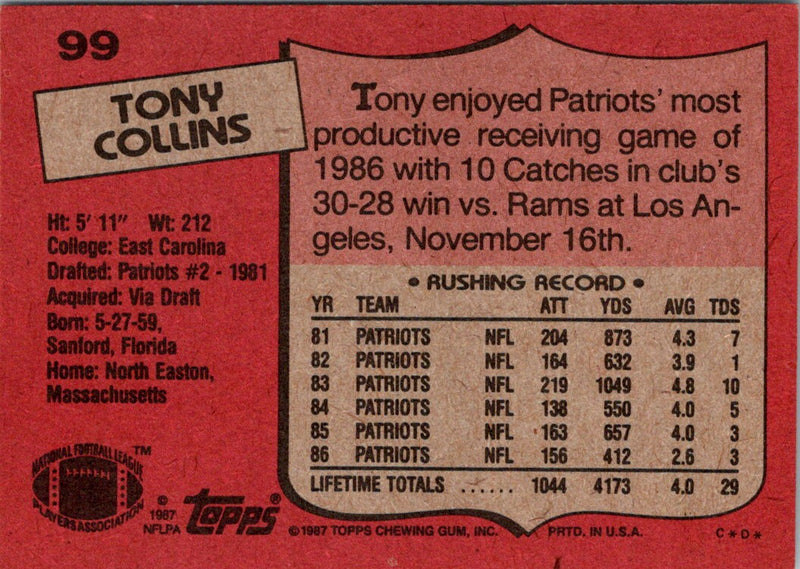 99
TONY
COLLINS
Ht: 5' 11" Wt: 212
College: East Carolina
Drafted: Patriots #2 - 1981
Acquired: Via Draft
Born: 5-27-59,
Sanford, Florida
Home: North Easton,
Massachusetts
Tony enjoyed Patriots' most
productive receiving game of
1986 with 10 Catches in club's
30-28 win vs. Rams at Los An-
geles, November 16th.
• RUSHING RECORD •
YR TEAM ATT YDS AVG TDS
81 PATRIOTS NFL 204 873 4.3 7
82 PATRIOTS NFL 164 632 3.9 1
83 PATRIOTS NFL 219 1049 4.8 10
84 PATRIOTS NFL 138 550 4.0 5
85 PATRIOTS NFL 163 657 4.0 3
86 PATRIOTS NFL 156 412 2.6 3
LIFETIME TOTALS ...... 1044 4173 4.0 29
NATIONAL FOOTBALL LEAGUE
PLAYERS ASSOCIATION
TM
© 1987
NFLPA
topps®
© 1987 TOPPS CHEWING GUM, INC. PRTD. IN U.S.A. C*D*